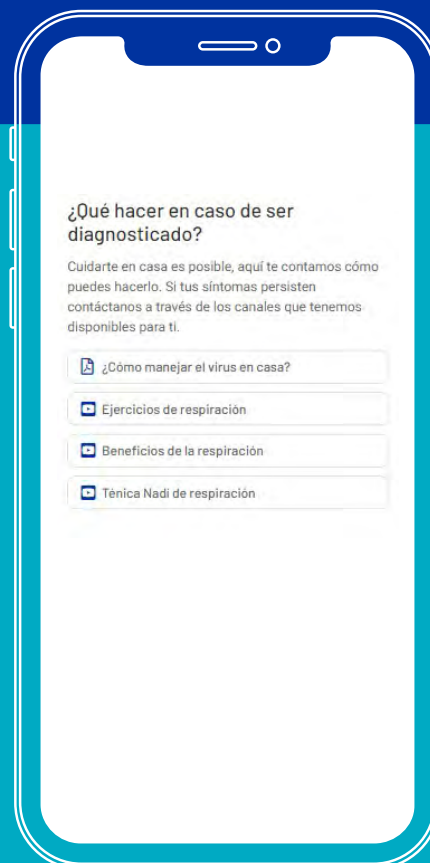 ¿Qué hacer en caso de ser
diagnosticado?
Cuidarte en casa es posible, aquí te contamos cómo
puedes hacerlo. Si tus síntomas persisten
contáctanos a través de los canales que tenemos
disponibles para ti.
¿Cómo manejar el virus en casa?
Ejercicios de respiración
Beneficios de la respiración
Ténica Nadi de respiración